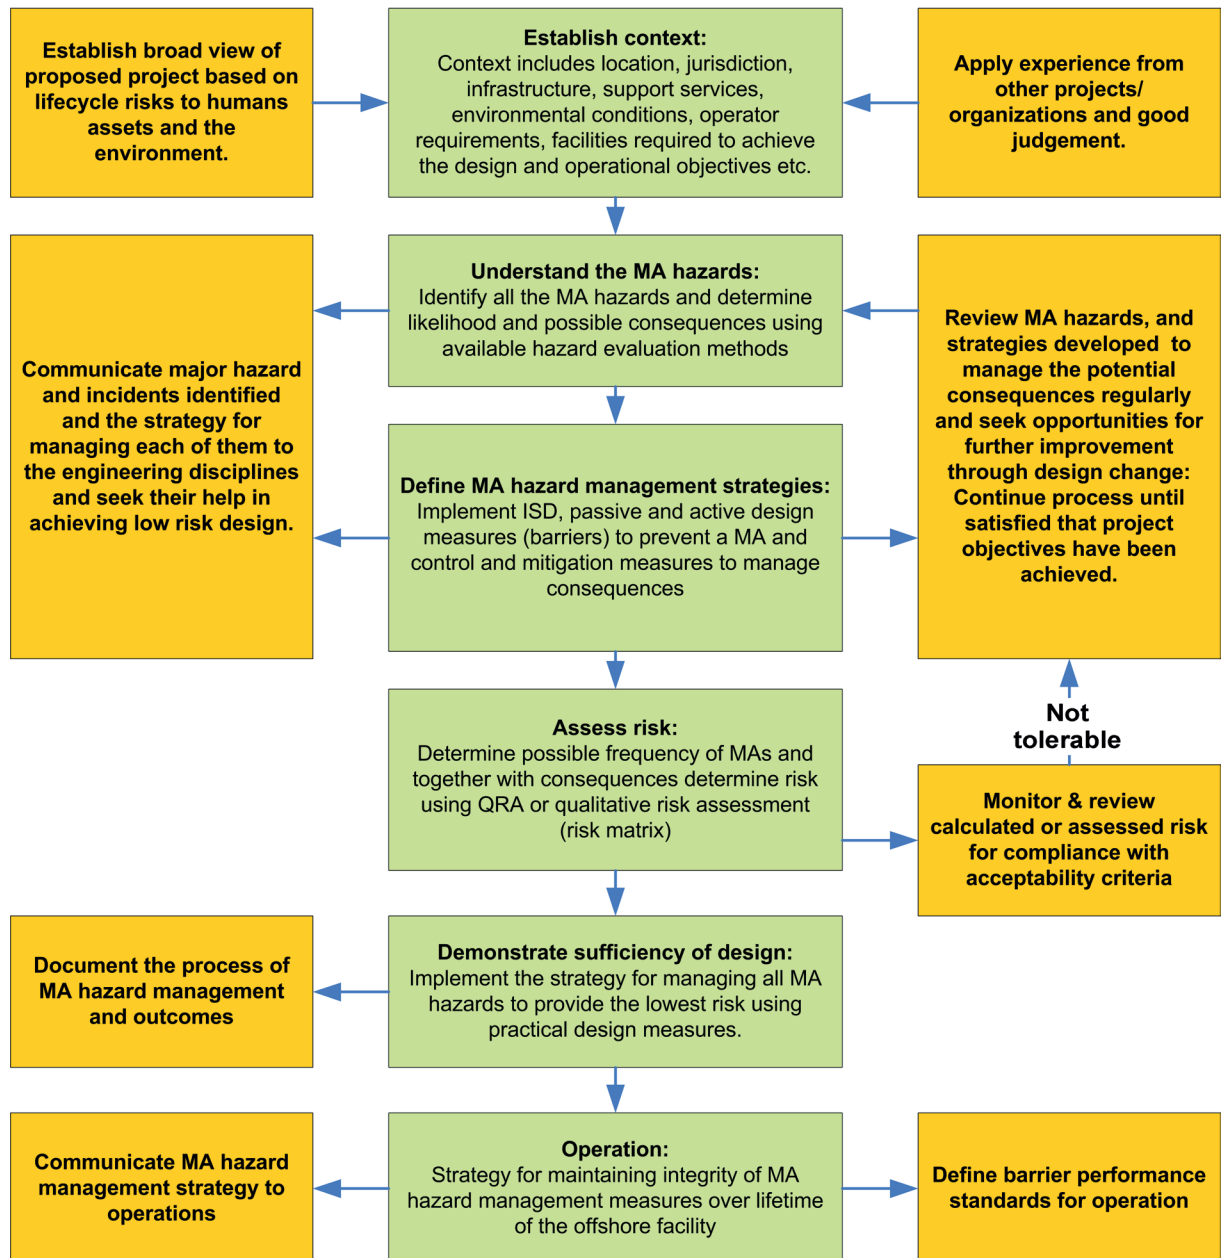 Establish broad view of
proposed project based on
lifecycle risks to humans
assets and the
environment.
Establish context:
Context includes location, jurisdiction,
infrastructure, support services,
environmental conditions, operator
requirements, facilities required to achieve
the design and operational objectives etc.
Apply experience from
other projects/
organizations and good
judgement.
Communicate major hazard
and incidents identified
and the strategy for
managing each of them to
the engineering disciplines
and seek their help in
achieving low risk design.
Understand the MA hazards:
Identify all the MA hazards and determine
likelihood and possible consequences using
available hazard evaluation methods
Review MA hazards, and
strategies developed to
manage the potential
consequences regularly
and seek opportunities for
further improvement
through design change:
Continue process until
satisfied that project
objectives have been
achieved.
Define MA hazard management strategies:
Implement ISD, passive and active design
measures (barriers) to prevent a MA and
control and mitigation measures to manage
consequences
Assess risk:
Determine possible frequency of MAs and
together with consequences determine risk
using QRA or qualitative risk assessment
(risk matrix)
Not
tolerable
Monitor & review
calculated or assessed risk
for compliance with
acceptability criteria
Document the process of
MA hazard management
and outcomes
Demonstrate sufficiency of design:
Implement the strategy for managing all MA
hazards to provide the lowest risk using
practical design measures.
Communicate MA hazard
management strategy to
operations
Operation:
Strategy for maintaining integrity of MA
hazard management measures over lifetime
of the offshore facility
Define barrier performance
standards for operation